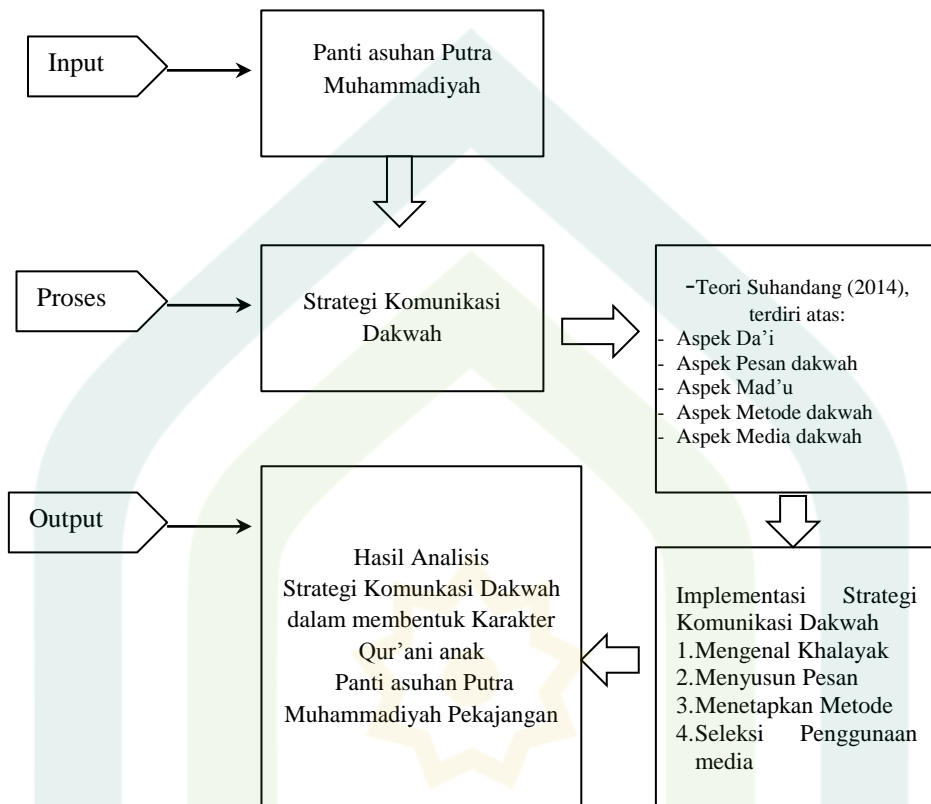 Input
Panti asuhan Putra
Muhammadiyah
Proses
Strategi Komunikasi
Dakwah
-Teori Suhandang (2014),
terdiri atas:
- Aspek Da’i
- Aspek Pesan dakwah
- Aspek Mad’u
- Aspek Metode dakwah
- Aspek Media dakwah
Output
Hasil Analisis
Strategi Komunkasi Dakwah
dalam membentuk Karakter
Qur’ani anak
Panti asuhan Putra
Muhammadiyah Pekajangan
Implementasi Strategi
Komunikasi Dakwah
1.Mengenal Khalayak
2.Menyusun Pesan
3.Menetapkan Metode
4.Seleksi Penggunaan
media